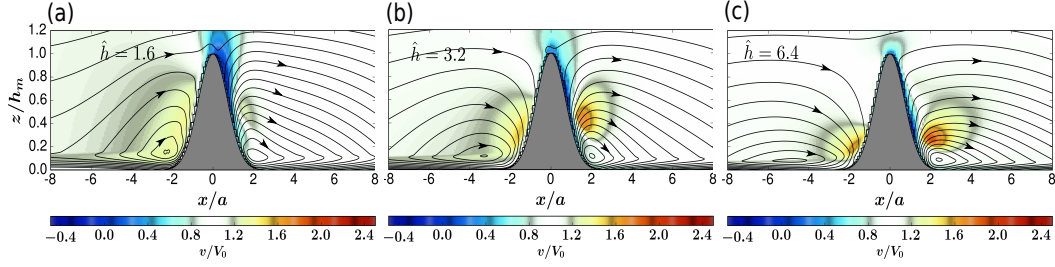 (a) (b) (c)
ĥ = 1.6 ĥ = 3.2 ĥ = 6.4
z/h_m
1.2
1.0
0.8
0.6
0.4
0.2
0.0
-8 -6 -4 -2 0 2 4 6 8 -8 -6 -4 -2 0 2 4 6 8 -8 -6 -4 -2 0 2 4 6 8
x/a x/a x/a
−0.4 0.0 0.4 0.8 1.2 1.6 2.0 2.4 −0.4 0.0 0.4 0.8 1.2 1.6 2.0 2.4 −0.4 0.0 0.4 0.8 1.2 1.6 2.0 2.4
v/V₀ v/V₀ v/V₀